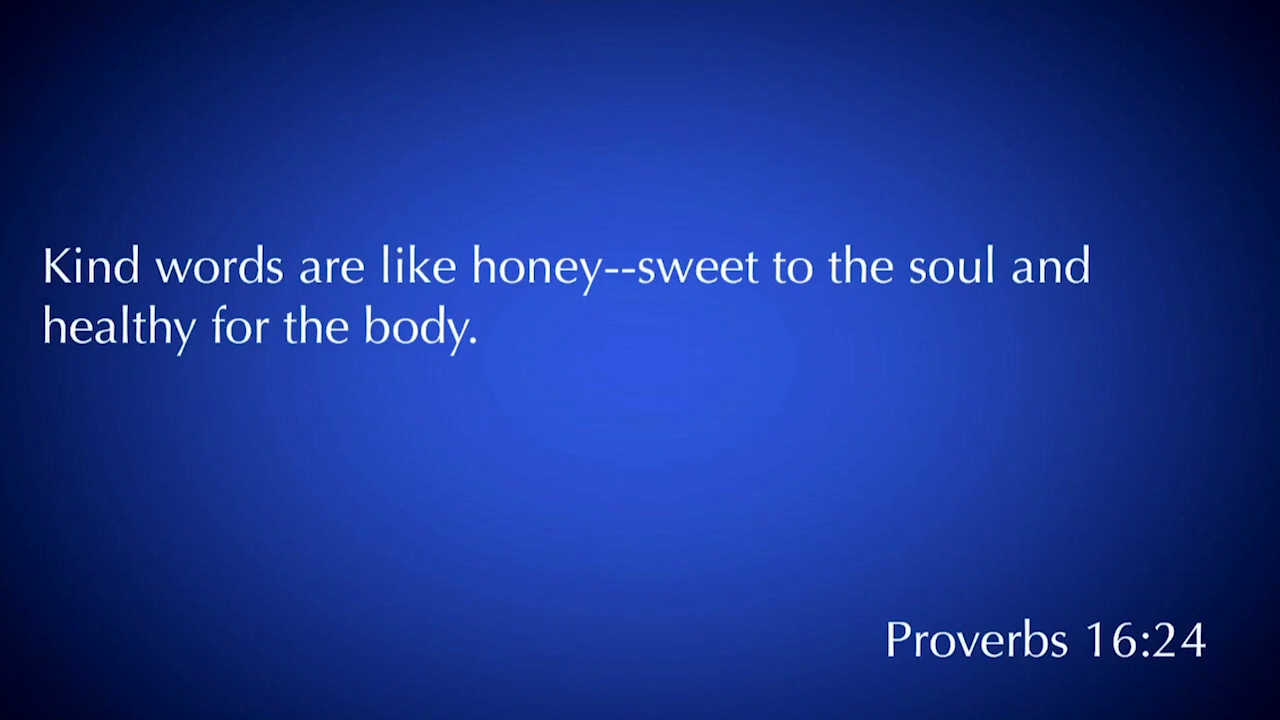 Kind words are like honey--sweet to the soul and
healthy for the body.
Proverbs 16:24